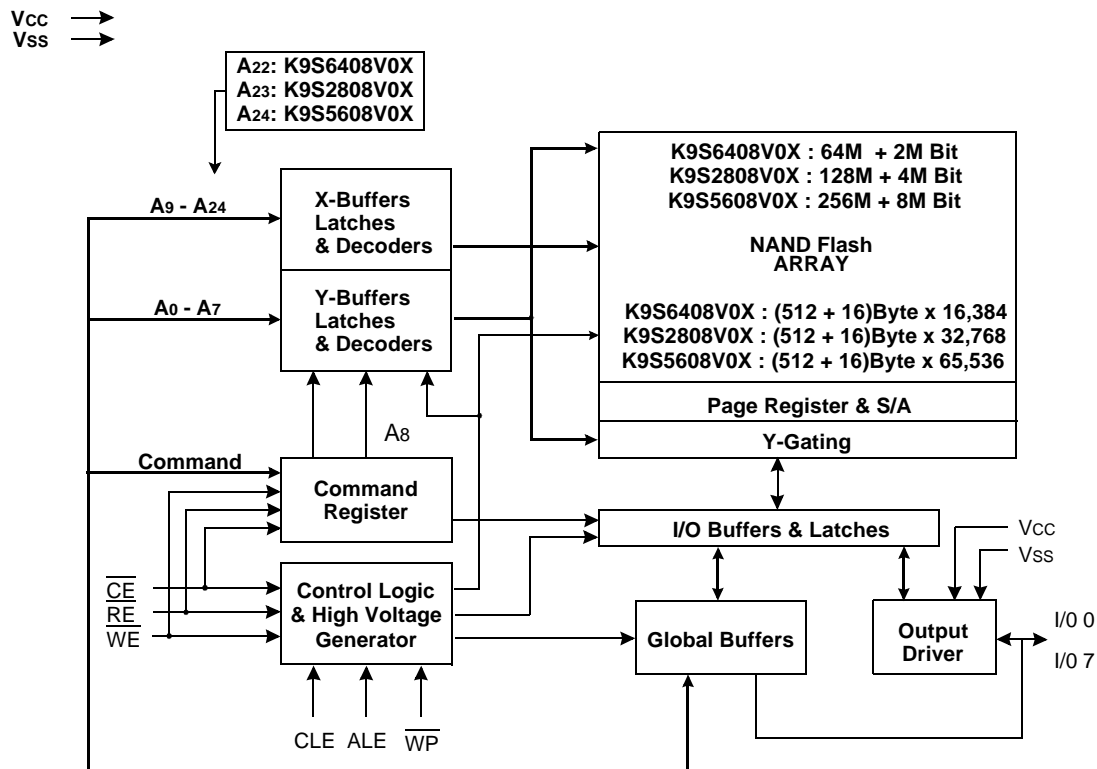 VCC
VSS
A22: K9S6408V0X
A23: K9S2808V0X
A24: K9S5608V0X
K9S6408V0X : 64M + 2M Bit
K9S2808V0X : 128M + 4M Bit
K9S5608V0X : 256M + 8M Bit
NAND Flash
ARRAY
K9S6408V0X : (512 + 16)Byte x 16,384
K9S2808V0X : (512 + 16)Byte x 32,768
K9S5608V0X : (512 + 16)Byte x 65,536
A9 - A24
X-Buffers
Latches
& Decoders
A0 - A7
Y-Buffers
Latches
& Decoders
Page Register & S/A
Y-Gating
A8
Command
Command
Register
I/O Buffers & Latches
VCC
VSS
CE
RE
WE
Control Logic
& High Voltage
Generator
Global Buffers
Output
Driver
I/0 0
I/0 7
CLE
ALE
WP